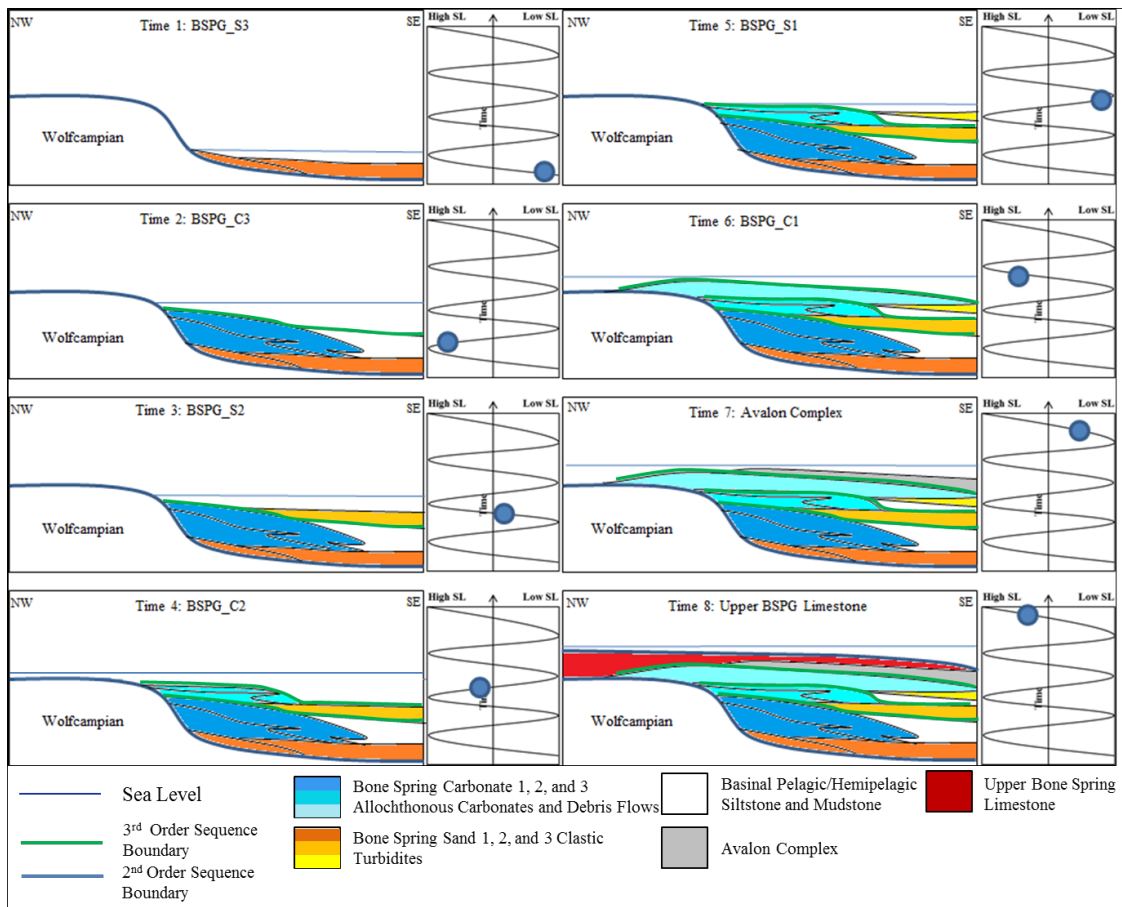 NW
Time 1: BSPG_S3
SE
High SL
Low SL
Time
Wolfcampian
NW
Time 2: BSPG_C3
SE
High SL
Low SL
Time
Wolfcampian
NW
Time 3: BSPG_S2
SE
High SL
Low SL
Time
Wolfcampian
NW
Time 4: BSPG_C2
SE
High SL
Low SL
Time
Wolfcampian
NW
Time 5: BSPG_S1
SE
High SL
Low SL
Time
Wolfcampian
NW
Time 6: BSPG_C1
SE
High SL
Low SL
Time
Wolfcampian
NW
Time 7: Avalon Complex
SE
High SL
Low SL
Time
Wolfcampian
NW
Time 8: Upper BSPG Limestone
SE
High SL
Low SL
Time
Wolfcampian
Sea Level
3rd Order Sequence
Boundary
2nd Order Sequence
Boundary
Bone Spring Carbonate 1, 2, and 3
Allochthonous Carbonates and Debris Flows
Bone Spring Sand 1, 2, and 3 Clastic
Turbidites
Basinal Pelagic/Hemipelagic
Siltstone and Mudstone
Avalon Complex
Upper Bone Spring
Limestone